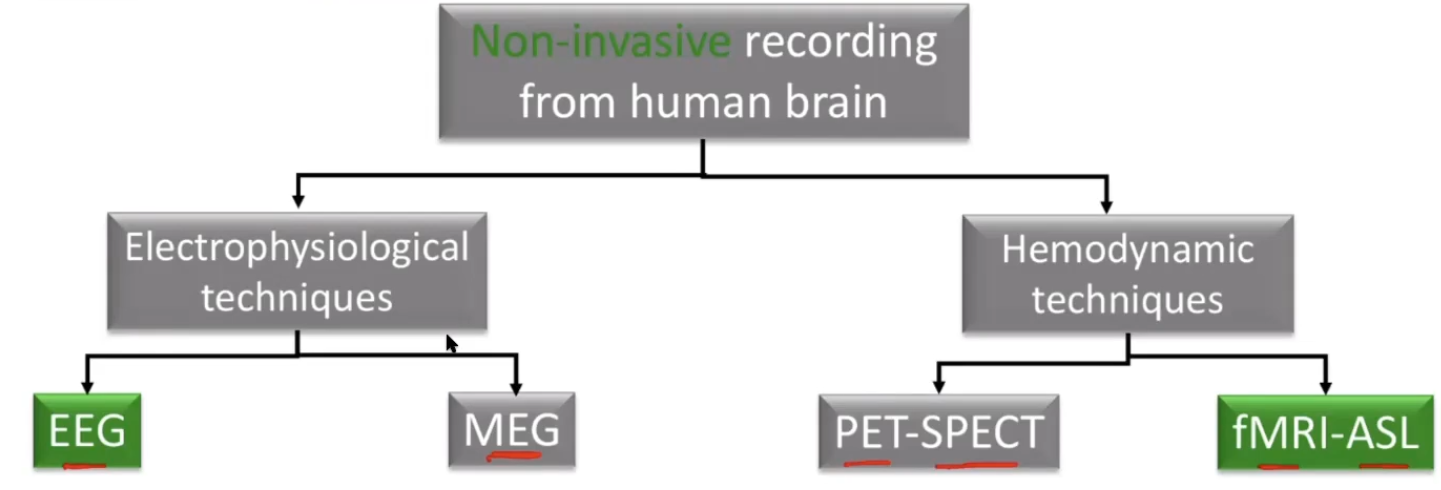 Non-invasive recording
from human brain
Electrophysiological
techniques
Hemodynamic
techniques
EEG
MEG
PET-SPECT
fMRI-ASL